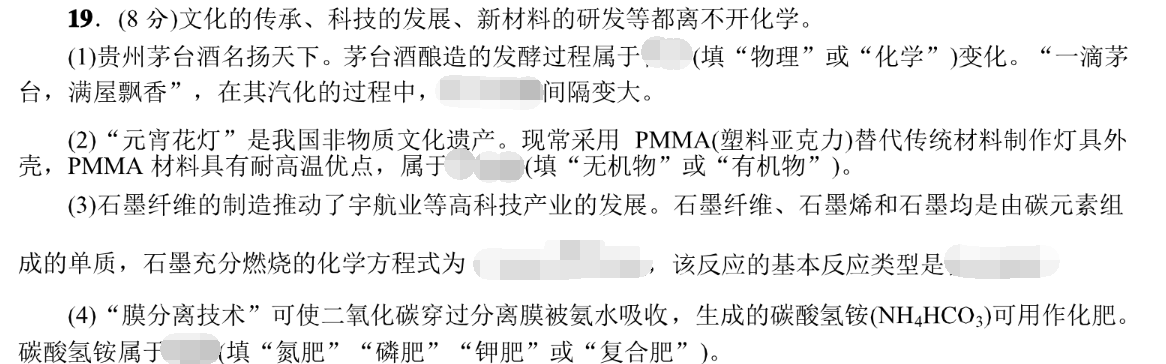 19. (8 分)文化的传承、科技的发展、新材料的研发等都离不开化学。
(1)贵州茅台酒名扬天下。茅台酒酿造的发酵过程属于 (填“物理”或“化学”)变化。“一滴茅
台，满屋飘香”，在其汽化的过程中， 间隔变大。
(2)“元宵花灯”是我国非物质文化遗产。现常采用 PMMA(塑料亚克力)替代传统材料制作灯具外
壳，PMMA 材料具有耐高温优点，属于 (填“无机物”或“有机物”)。
(3)石墨纤维的制造推动了宇航业等高科技产业的发展。石墨纤维、石墨烯和石墨均是由碳元素组
成的单质，石墨充分燃烧的化学方程式为 ，该反应的基本反应类型是
(4)“膜分离技术”可使二氧化碳穿过分离膜被氨水吸收，生成的碳酸氢铵(NH₄HCO₃)可用作化肥。
碳酸氢铵属于 (填“氮肥”“磷肥”“钾肥”或“复合肥”)。